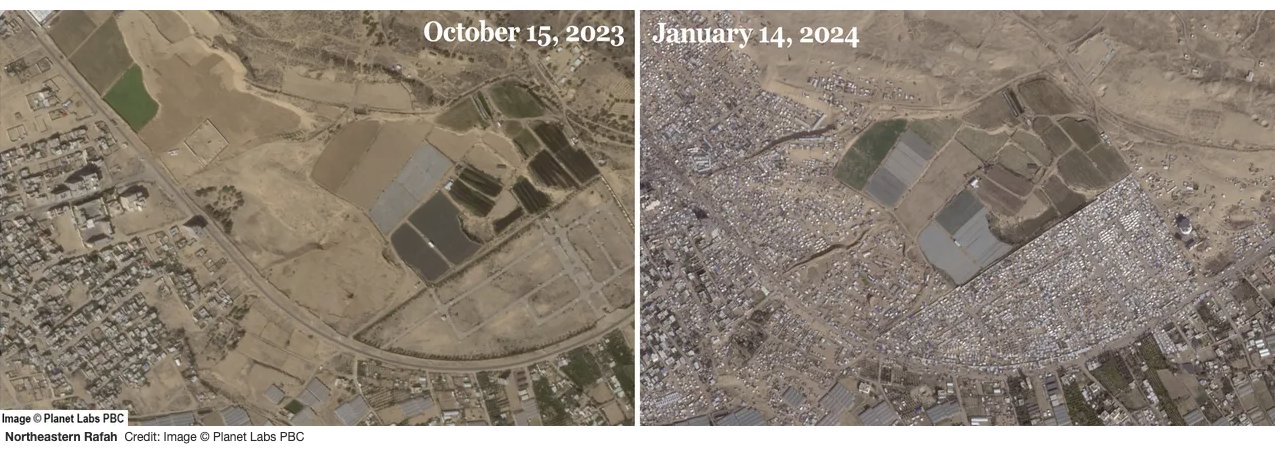 October 15, 2023
January 14, 2024
Image © Planet Labs PBC
Northeastern Rafah Credit: Image © Planet Labs PBC